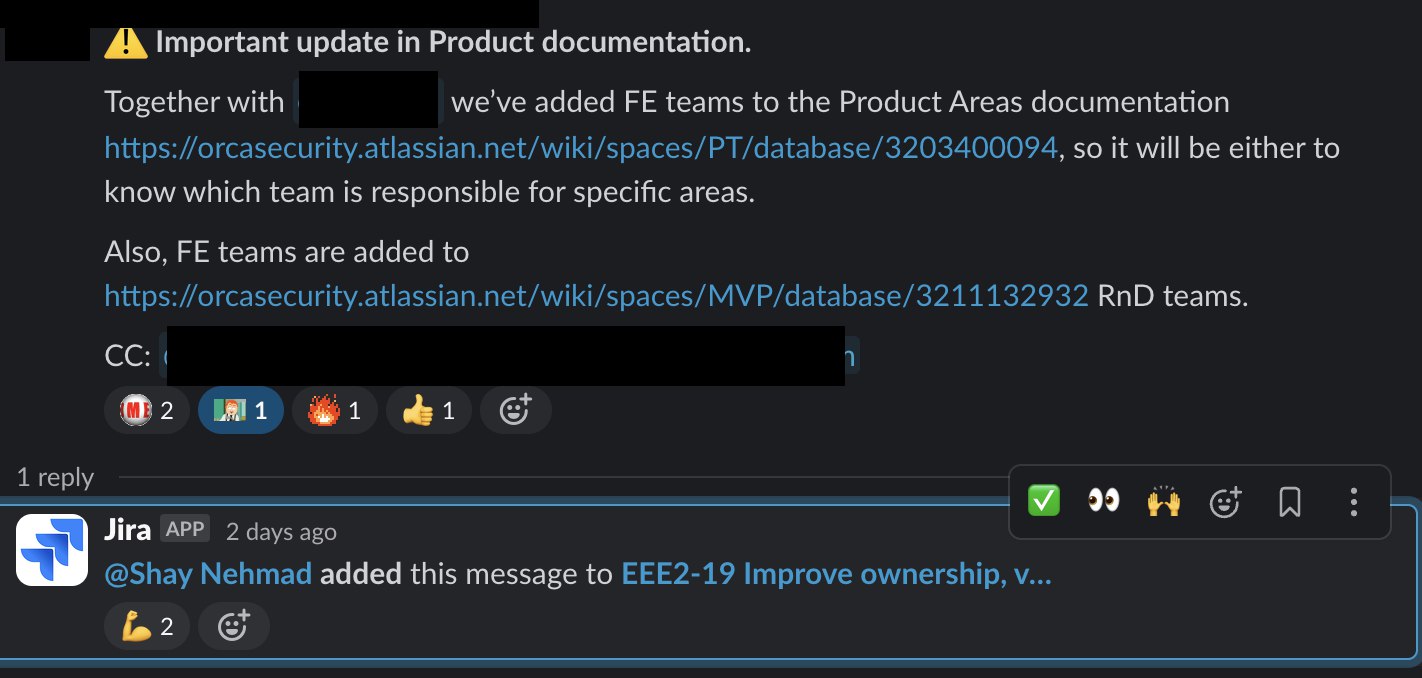 Important update in Product documentation.
Together with we’ve added FE teams to the Product Areas documentation
https://orcasecurity.atlassian.net/wiki/spaces/PT/database/3203400094, so it will be either to
know which team is responsible for specific areas.
Also, FE teams are added to
https://orcasecurity.atlassian.net/wiki/spaces/MVP/database/3211132932 RnD teams.
CC:
2 1 1 1
1 reply
Jira APP 2 days ago
@Shay Nehmad added this message to EEE2-19 Improve ownership, v...
2